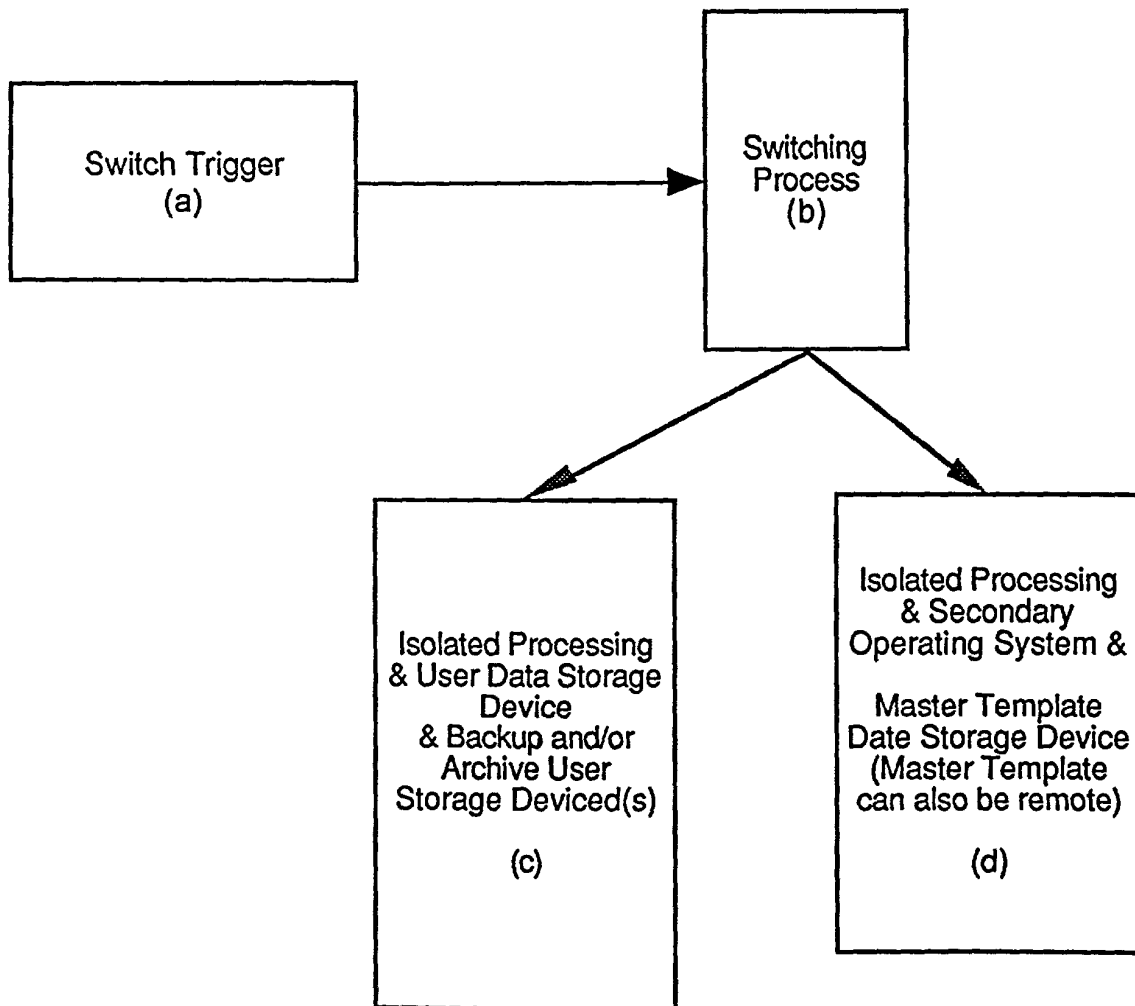 Switch Trigger
(a)
Switching
Process
(b)
Isolated Processing
& User Data Storage
Device
& Backup and/or
Archive User
Storage Deviced(s)
(c)
Isolated Processing
& Secondary
Operating System &
Master Template
Date Storage Device
(Master Template
can also be remote)
(d)